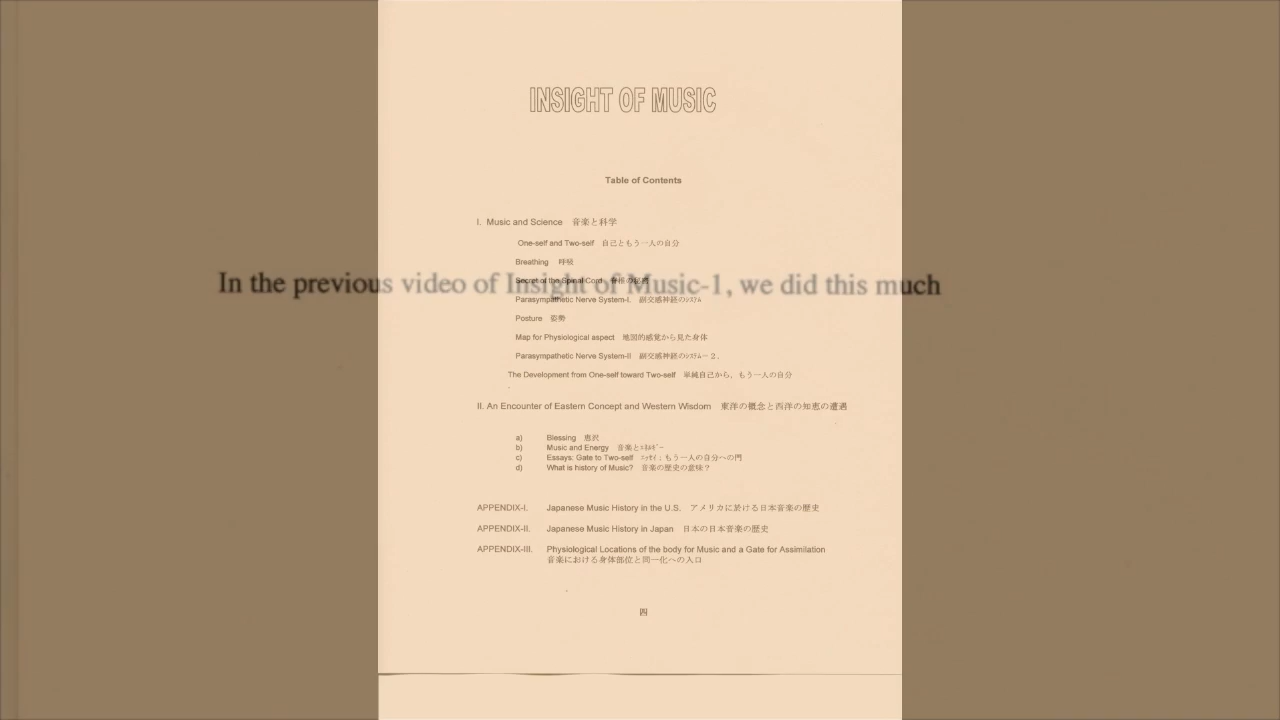 INSIGHT OF MUSIC
Table of Contents
I. Music and Science 音楽と科学
One-self and Two-self 自己ともう一人の自分
Breathing 呼吸
In the previous video of Insight of Music-1, we did this much
Secret of the Spinal Cord 脊椎の秘密
Parasympathetic Nerve System-I. 副交感神経のｼｽﾃﾑ
Posture 姿勢
Map for Physiological aspect 地図的感覚から見た身体
Parasympathetic Nerve System-II 副交感神経のｼｽﾃﾑ－２.
The Development from One-self toward Two-self 単純自己から、もう一人の自分
II. An Encounter of Eastern Concept and Western Wisdom 東洋の概念と西洋の知恵の遭遇
a) Blessing 恵沢
b) Music and Energy 音楽とｴﾈﾙｷﾞｰ
c) Essays: Gate to Two-self ｴｯｾｲ；もう一人の自分への門
d) What is history of Music? 音楽の歴史の意味？
APPENDIX-I. Japanese Music History in the U.S. アメリカに於ける日本音楽の歴史
APPENDIX-II. Japanese Music History in Japan 日本の日本音楽の歴史
APPENDIX-III. Physiological Locations of the body for Music and a Gate for Assimilation
音楽における身体部位と同一化への入口
四